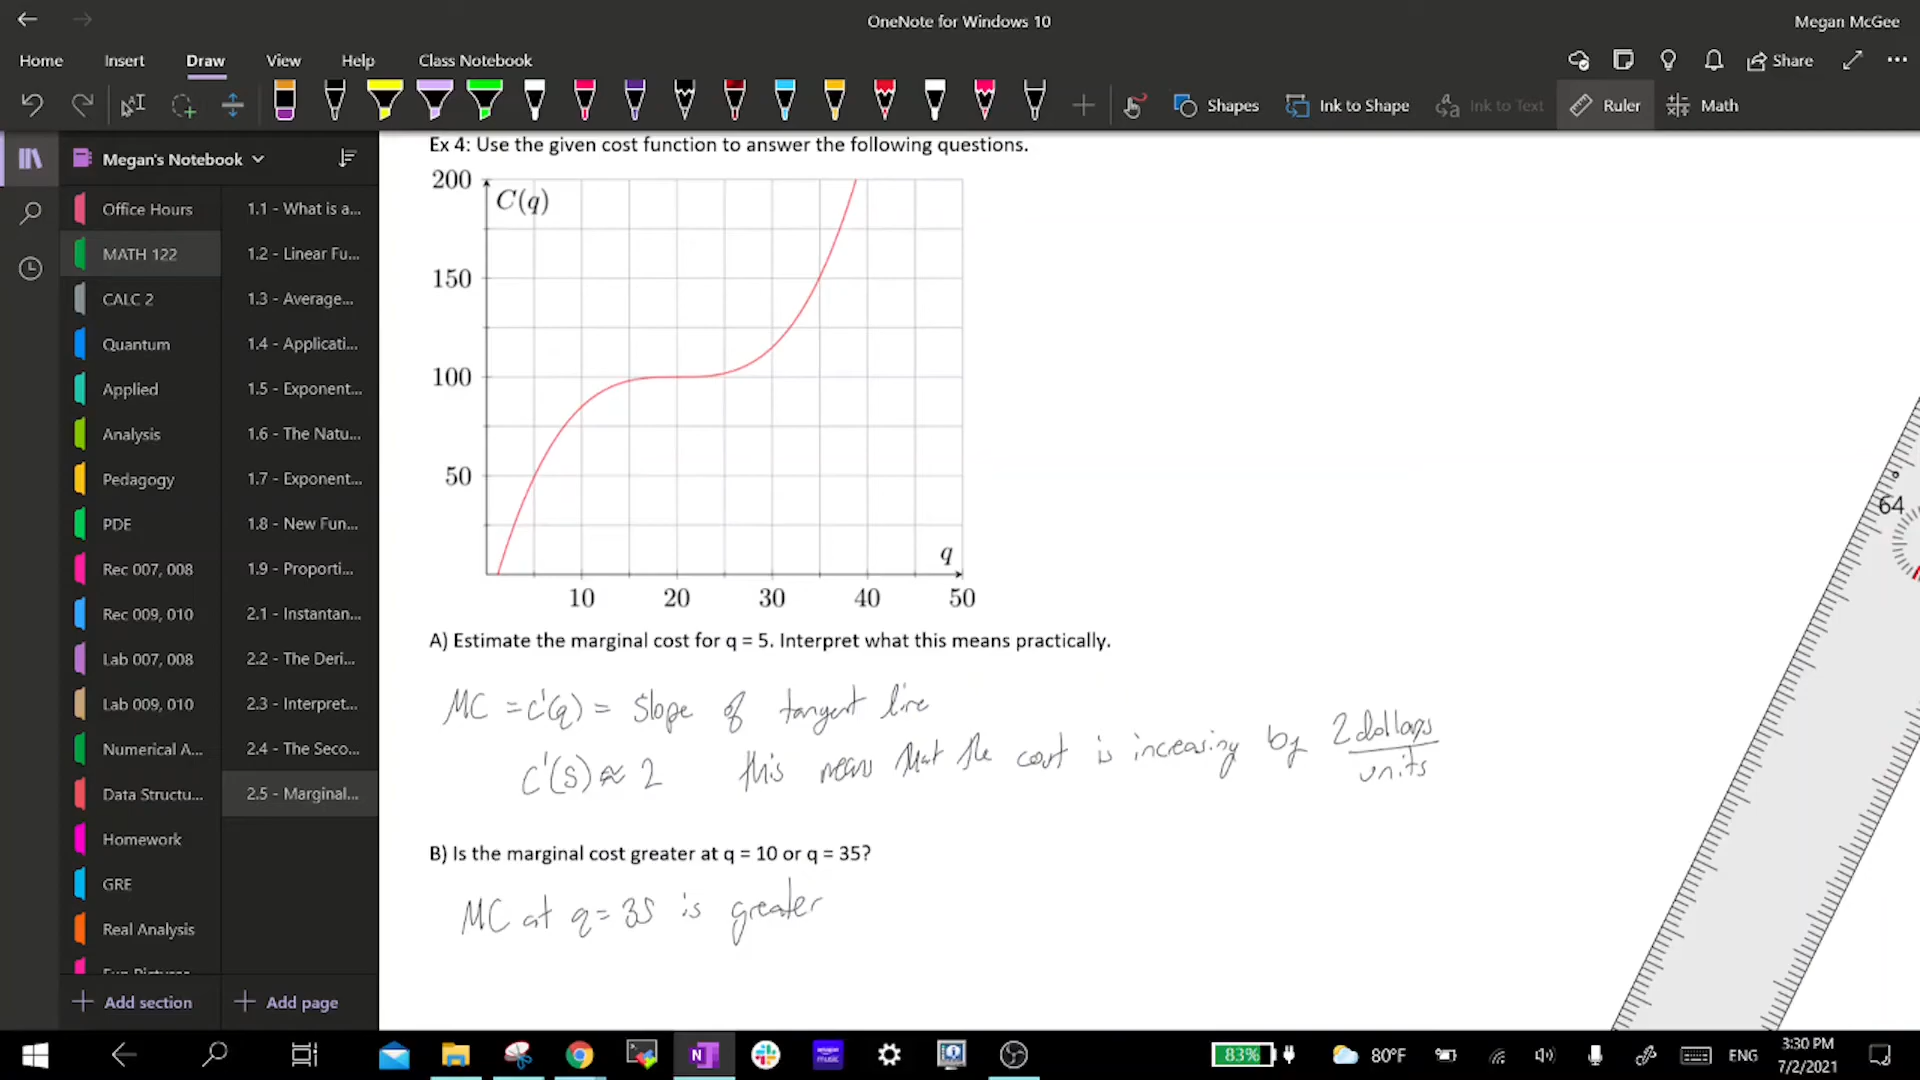 OneNote for Windows 10
Megan McGee
Home
Insert
Draw
View
Help
Class Notebook
Share
Shapes
Ink to Shape
Ink to Text
Ruler
Math
Megan's Notebook
Office Hours
MATH 122
CALC 2
Quantum
Applied
Analysis
Pedagogy
PDE
Rec 007, 008
Rec 009, 010
Lab 007, 008
Lab 009, 010
Numerical A...
Data Structu...
Homework
GRE
Real Analysis
Add section
1.1 - What is a...
1.2 - Linear Fu...
1.3 - Average...
1.4 - Applicati...
1.5 - Exponent...
1.6 - The Natu...
1.7 - Exponent...
1.8 - New Fun...
1.9 - Proporti...
2.1 - Instantan...
2.2 - The Deri...
2.3 - Interpret...
2.4 - The Seco...
2.5 - Marginal...
Add page
Ex 4: Use the given cost function to answer the following questions.
200
C(q)
150
100
50
q
10 20 30 40 50
A) Estimate the marginal cost for q = 5. Interpret what this means practically.
MC = C'(q) = slope of tangent line
C'(5) ≈ 2 this means that the cost is increasing by 2 dollars/units
B) Is the marginal cost greater at q = 10 or q = 35?
MC at q = 35 is greater
64°
83%
80°F
ENG
3:30 PM
7/2/2021